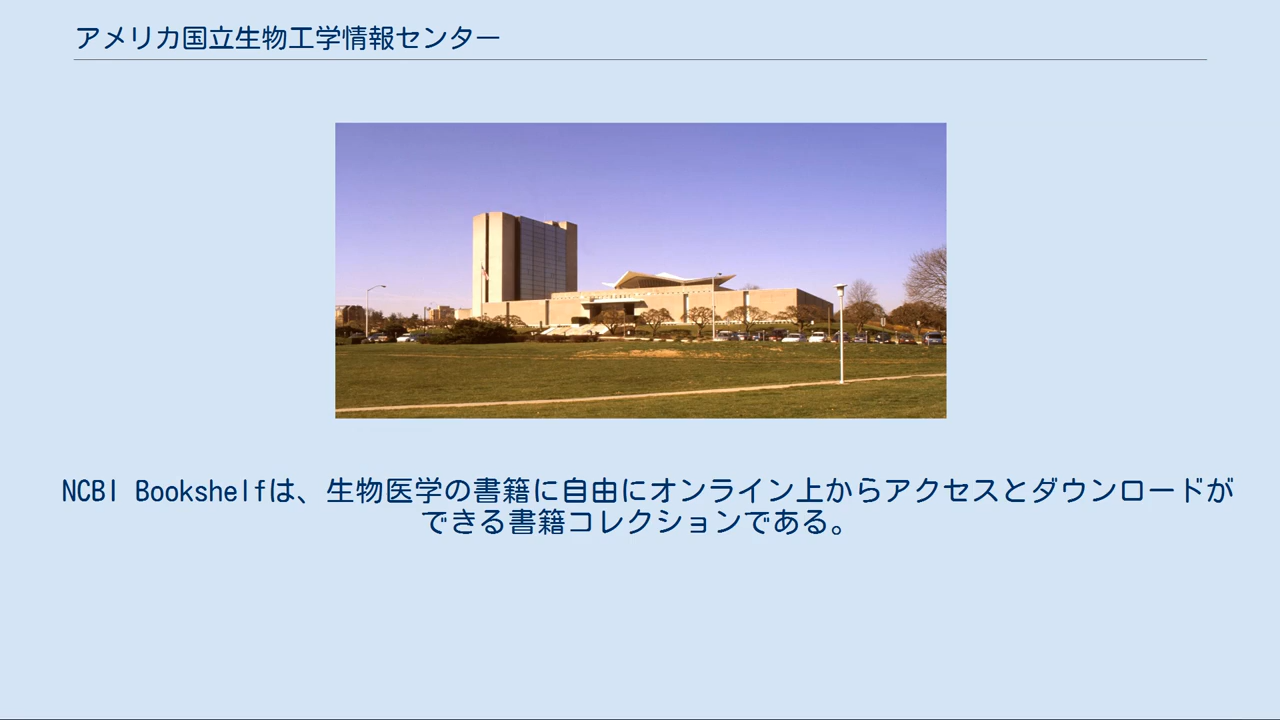 アメリカ国立生物工学情報センター
NCBI Bookshelfは、生物医学の書籍に自由にオンライン上からアクセスとダウンロードが
できる書籍コレクションである。